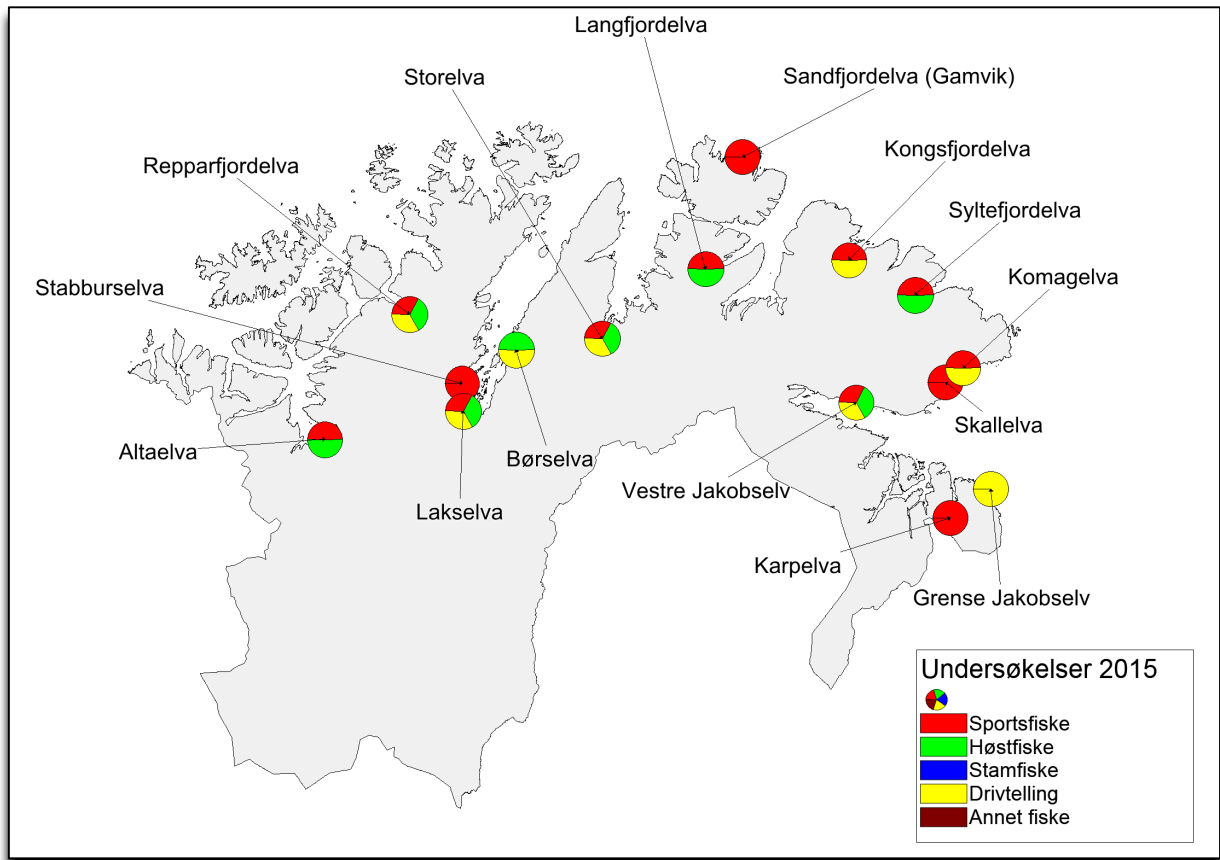 Langfjordelva
Sandfjordelva (Gamvik)
Storelva
Kongsfjordelva
Repparfjordelva
Syltefjordelva
Komagelva
Stabburselva
Skallelva
Altaelva
Børselva
Vestre Jakobselv
Lakselva
Karpelva
Grense Jakobselv
Undersøkelser 2015
Sportsfiske
Høstfiske
Stamfiske
Drivtelling
Annet fiske